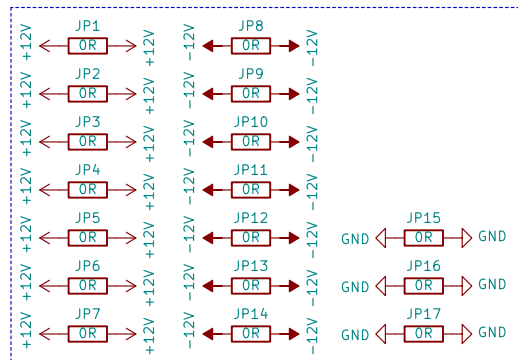 JP1 JP8
+12V 0R +12V -12V 0R -12V
JP2 JP9
+12V 0R +12V -12V 0R -12V
JP3 JP10
+12V 0R +12V -12V 0R -12V
JP4 JP11
+12V 0R +12V -12V 0R -12V
JP5 JP12 JP15
+12V 0R +12V -12V 0R -12V GND 0R GND
JP6 JP13 JP16
+12V 0R +12V -12V 0R -12V GND 0R GND
JP7 JP14 JP17
+12V 0R +12V -12V 0R -12V GND 0R GND